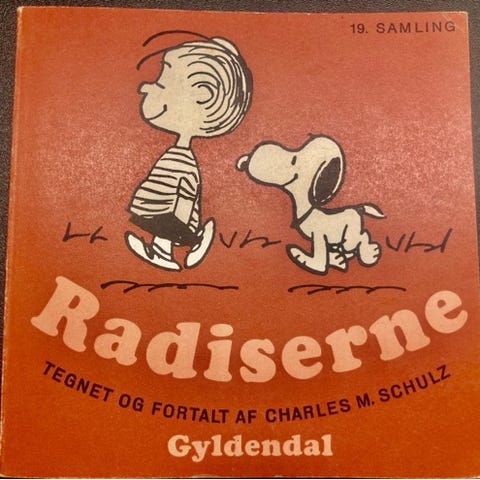 19. SAMLING
Radiserne
TEGNET OG FORTALT AF CHARLES M. SCHULZ
Gyldendal